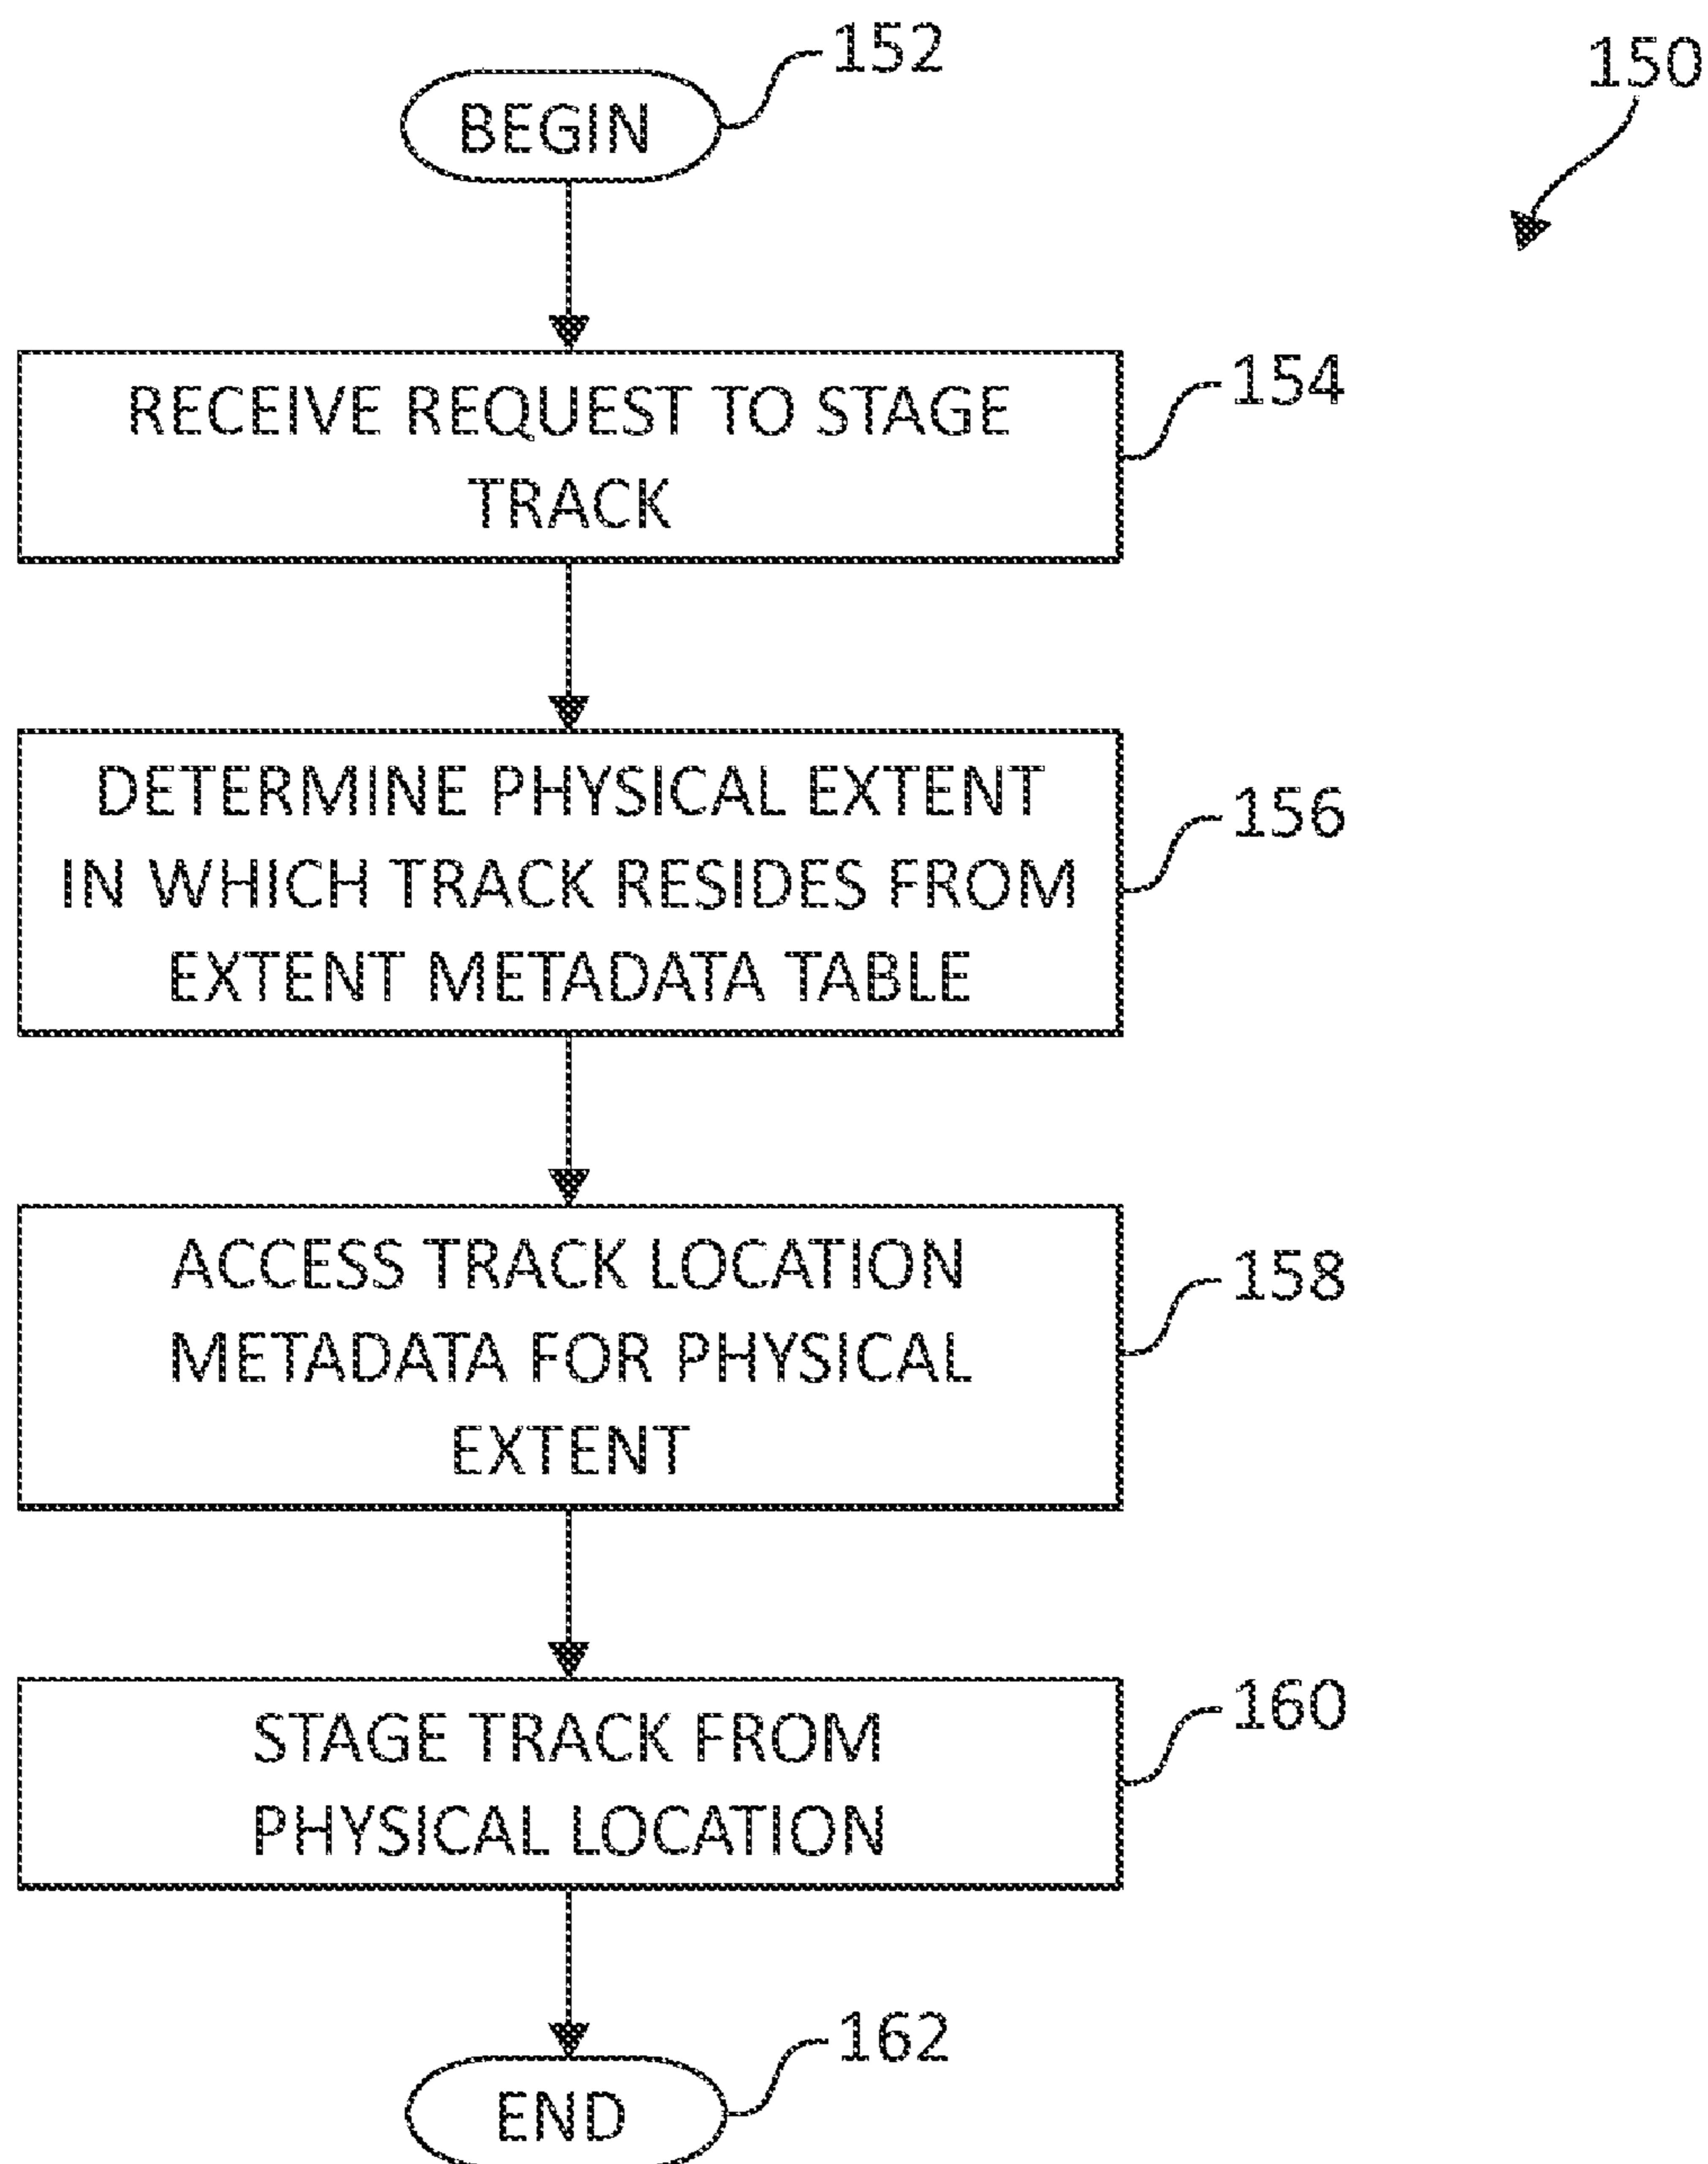 152
150
BEGIN
RECEIVE REQUEST TO STAGE
TRACK
154
DETERMINE PHYSICAL EXTENT
IN WHICH TRACK RESIDES FROM
EXTENT METADATA TABLE
156
ACCESS TRACK LOCATION
METADATA FOR PHYSICAL
EXTENT
158
STAGE TRACK FROM
PHYSICAL LOCATION
160
162
END